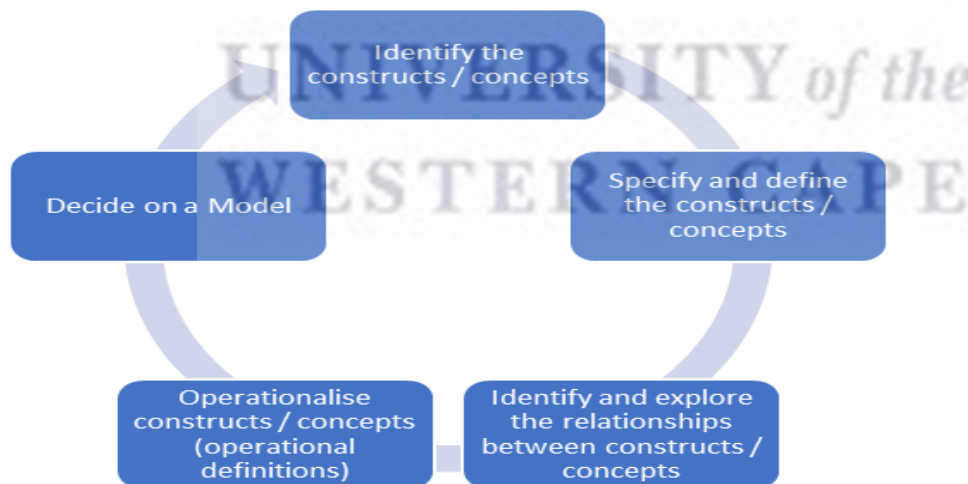 UNIVERSITY of the
WESTERN CAPE
Identify the
constructs / concepts
Specify and define
the constructs /
concepts
Identify and explore
the relationships
between constructs /
concepts
Operationalise
constructs / concepts
(operational
definitions)
Decide on a Model